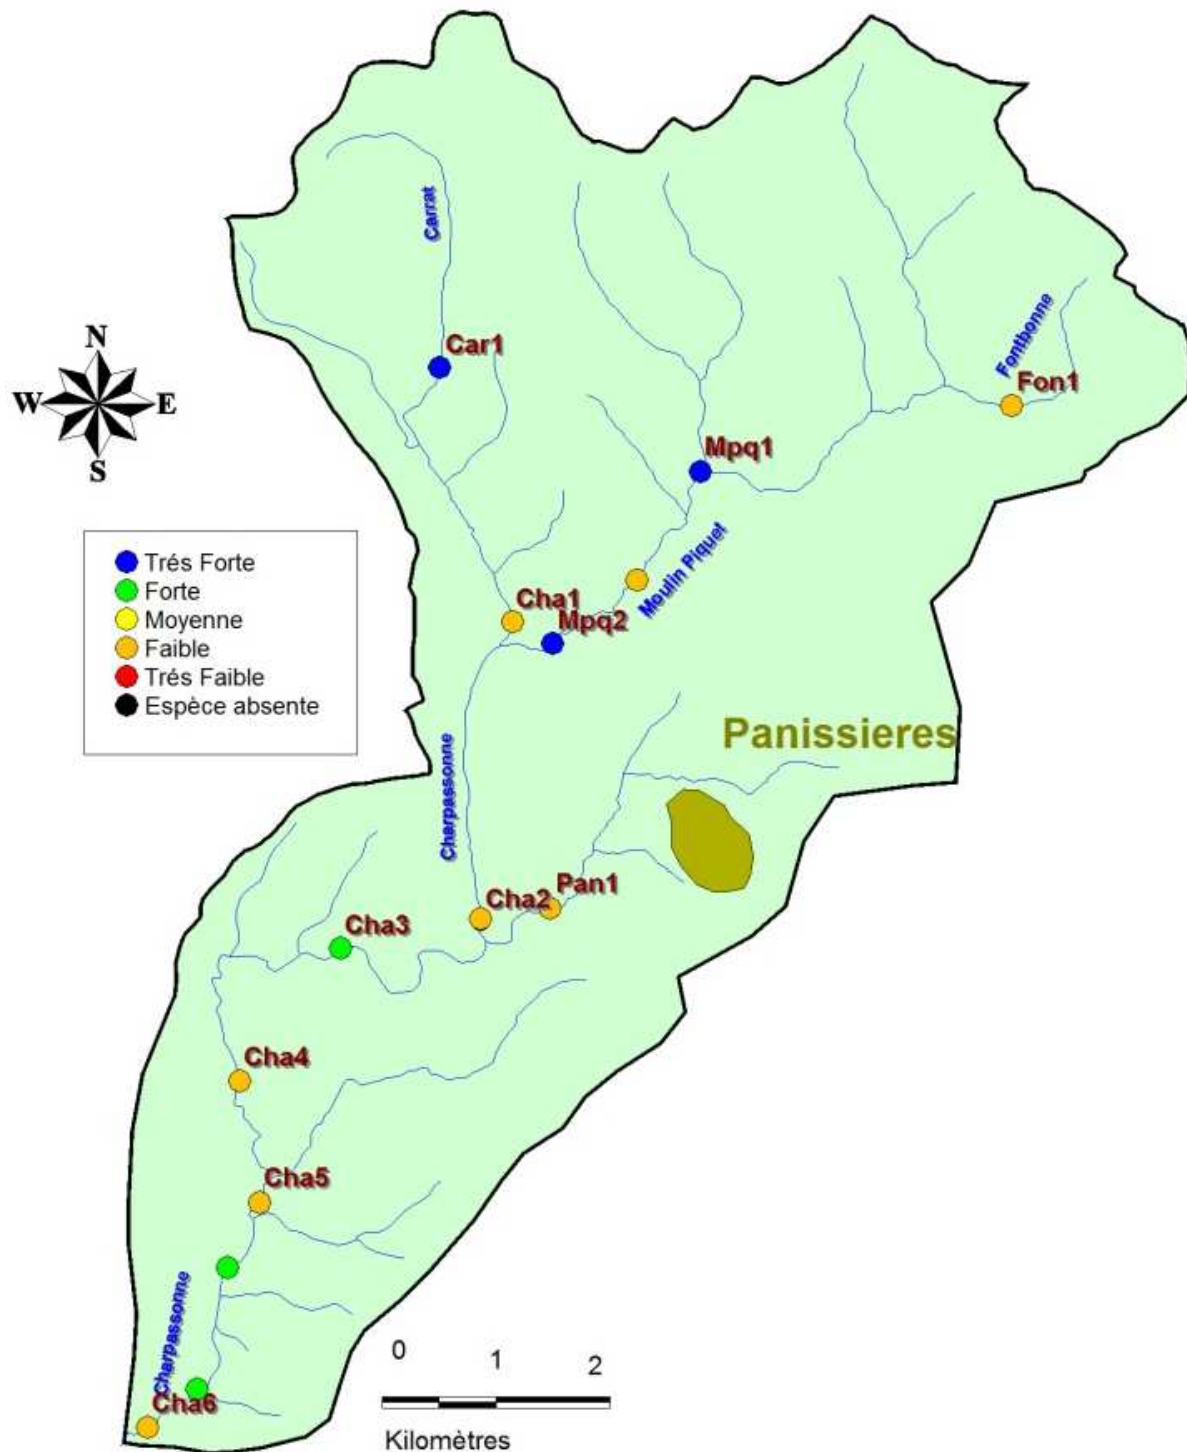 Carrat
Car1
Fontbonne
Fon1
N
W
E
S
Mpq1
Trés Forte
Forte
Moyenne
Faible
Trés Faible
Espèce absente
Moulin Piquet
Cha1
Mpq2
Panissieres
Charpassonne
Pan1
Cha2
Cha3
Cha4
Cha5
Charpassonne
Cha6
0 1 2
Kilomètres